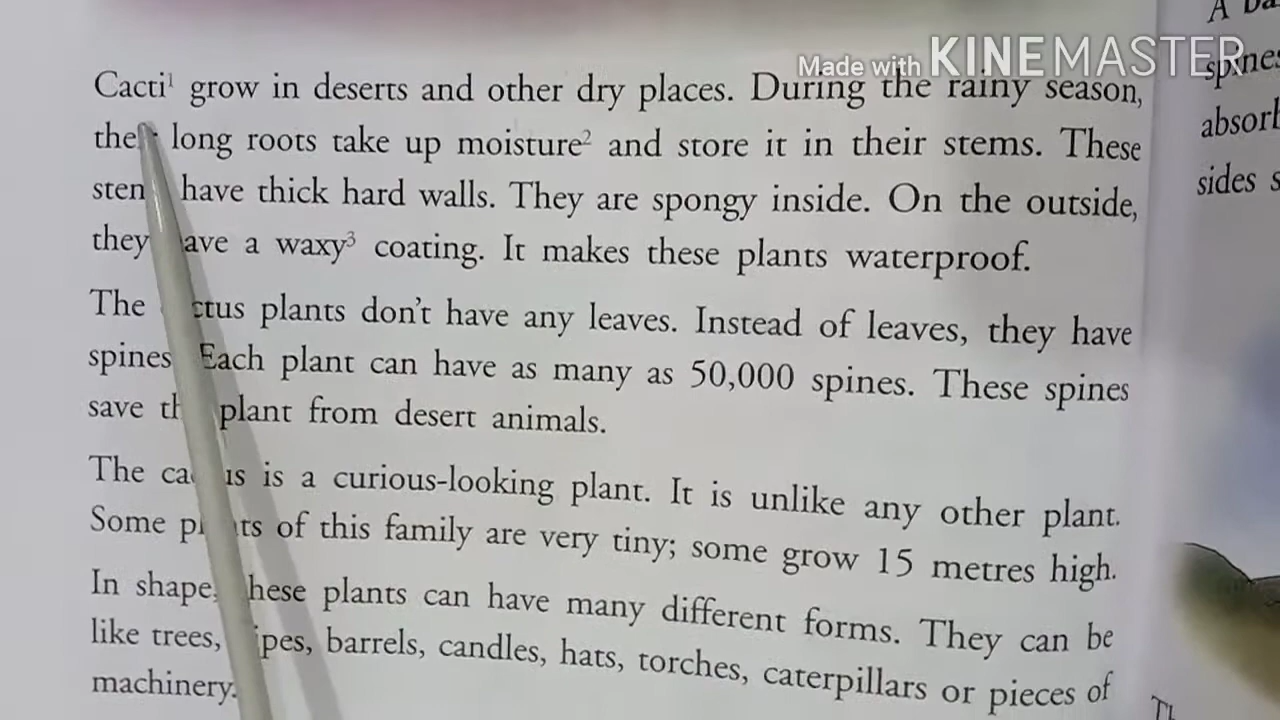 Made with KINEMASTER
Cacti¹ grow in deserts and other dry places. During the rainy season,
long roots take up moisture² and store it in their stems. These
have thick hard walls. They are spongy inside. On the outside,
they have a waxy³ coating. It makes these plants waterproof.
The cactus plants don't have any leaves. Instead of leaves, they have
spines. Each plant can have as many as 50,000 spines. These spines
save the plant from desert animals.
The cactus is a curious-looking plant. It is unlike any other plant.
Some plants of this family are very tiny; some grow 15 metres high.
In shape, these plants can have many different forms. They can be
like trees, pipes, barrels, candles, hats, torches, caterpillars or pieces of
machinery.
A
spines
absorb
sides